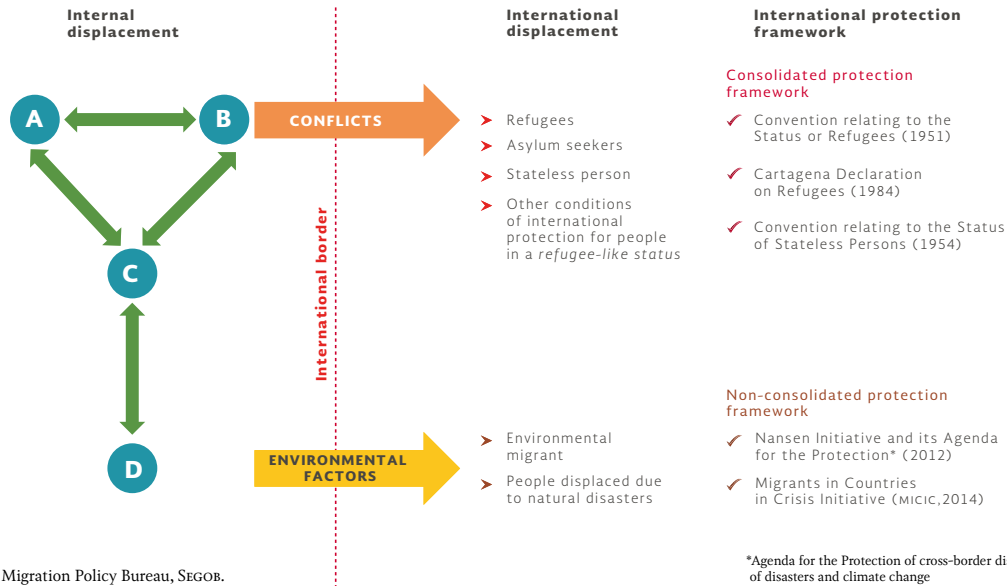 Internal
displacement
International
displacement
International protection
framework
A
B
C
D
CONFLICTS
International border
Refugees
Asylum seekers
Stateless person
Other conditions
of international
protection for people
in a refugee-like status
Consolidated protection
framework
Convention relating to the
Status or Refugees (1951)
Cartagena Declaration
on Refugees (1984)
Convention relating to the Status
of Stateless Persons (1954)
ENVIRONMENTAL
FACTORS
Environmental
migrant
People displaced due
to natural disasters
Non-consolidated protection
framework
Nansen Initiative and its Agenda
for the Protection* (2012)
Migrants in Countries
in Crisis Initiative (MICIC,2014)
Migration Policy Bureau, SEGOB.
*Agenda for the Protection of cross-border di
of disasters and climate change